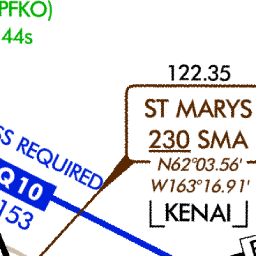 PFKO)
44s
122.35
ST MARYS
230 SMA
N62°03.56'
W163°16.91'
KENAI
SS REQUIRED
Q10
153